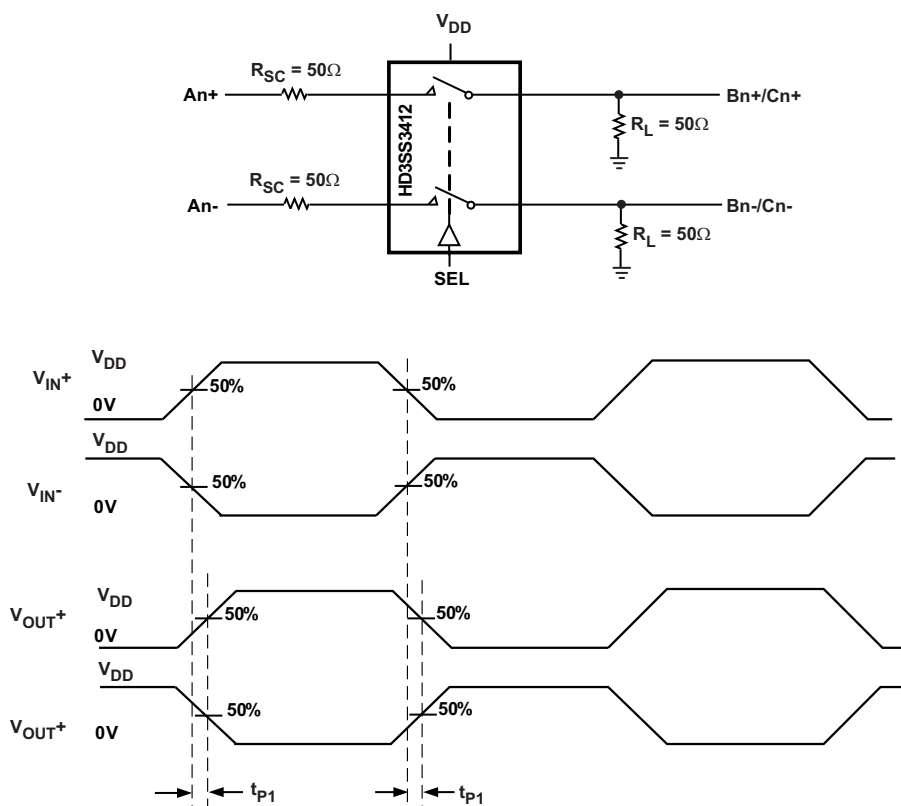 VDD
RSC = 50Ω
An+
Bn+/Cn+
RL = 50Ω
HD3SS3412
RSC = 50Ω
An-
Bn-/Cn-
RL = 50Ω
SEL
VDD
VIN+
50%
50%
0V
VDD
VIN-
50%
50%
0V
VDD
VOUT+
50%
50%
0V
VDD
VOUT+
50%
50%
0V
tP1
tP1